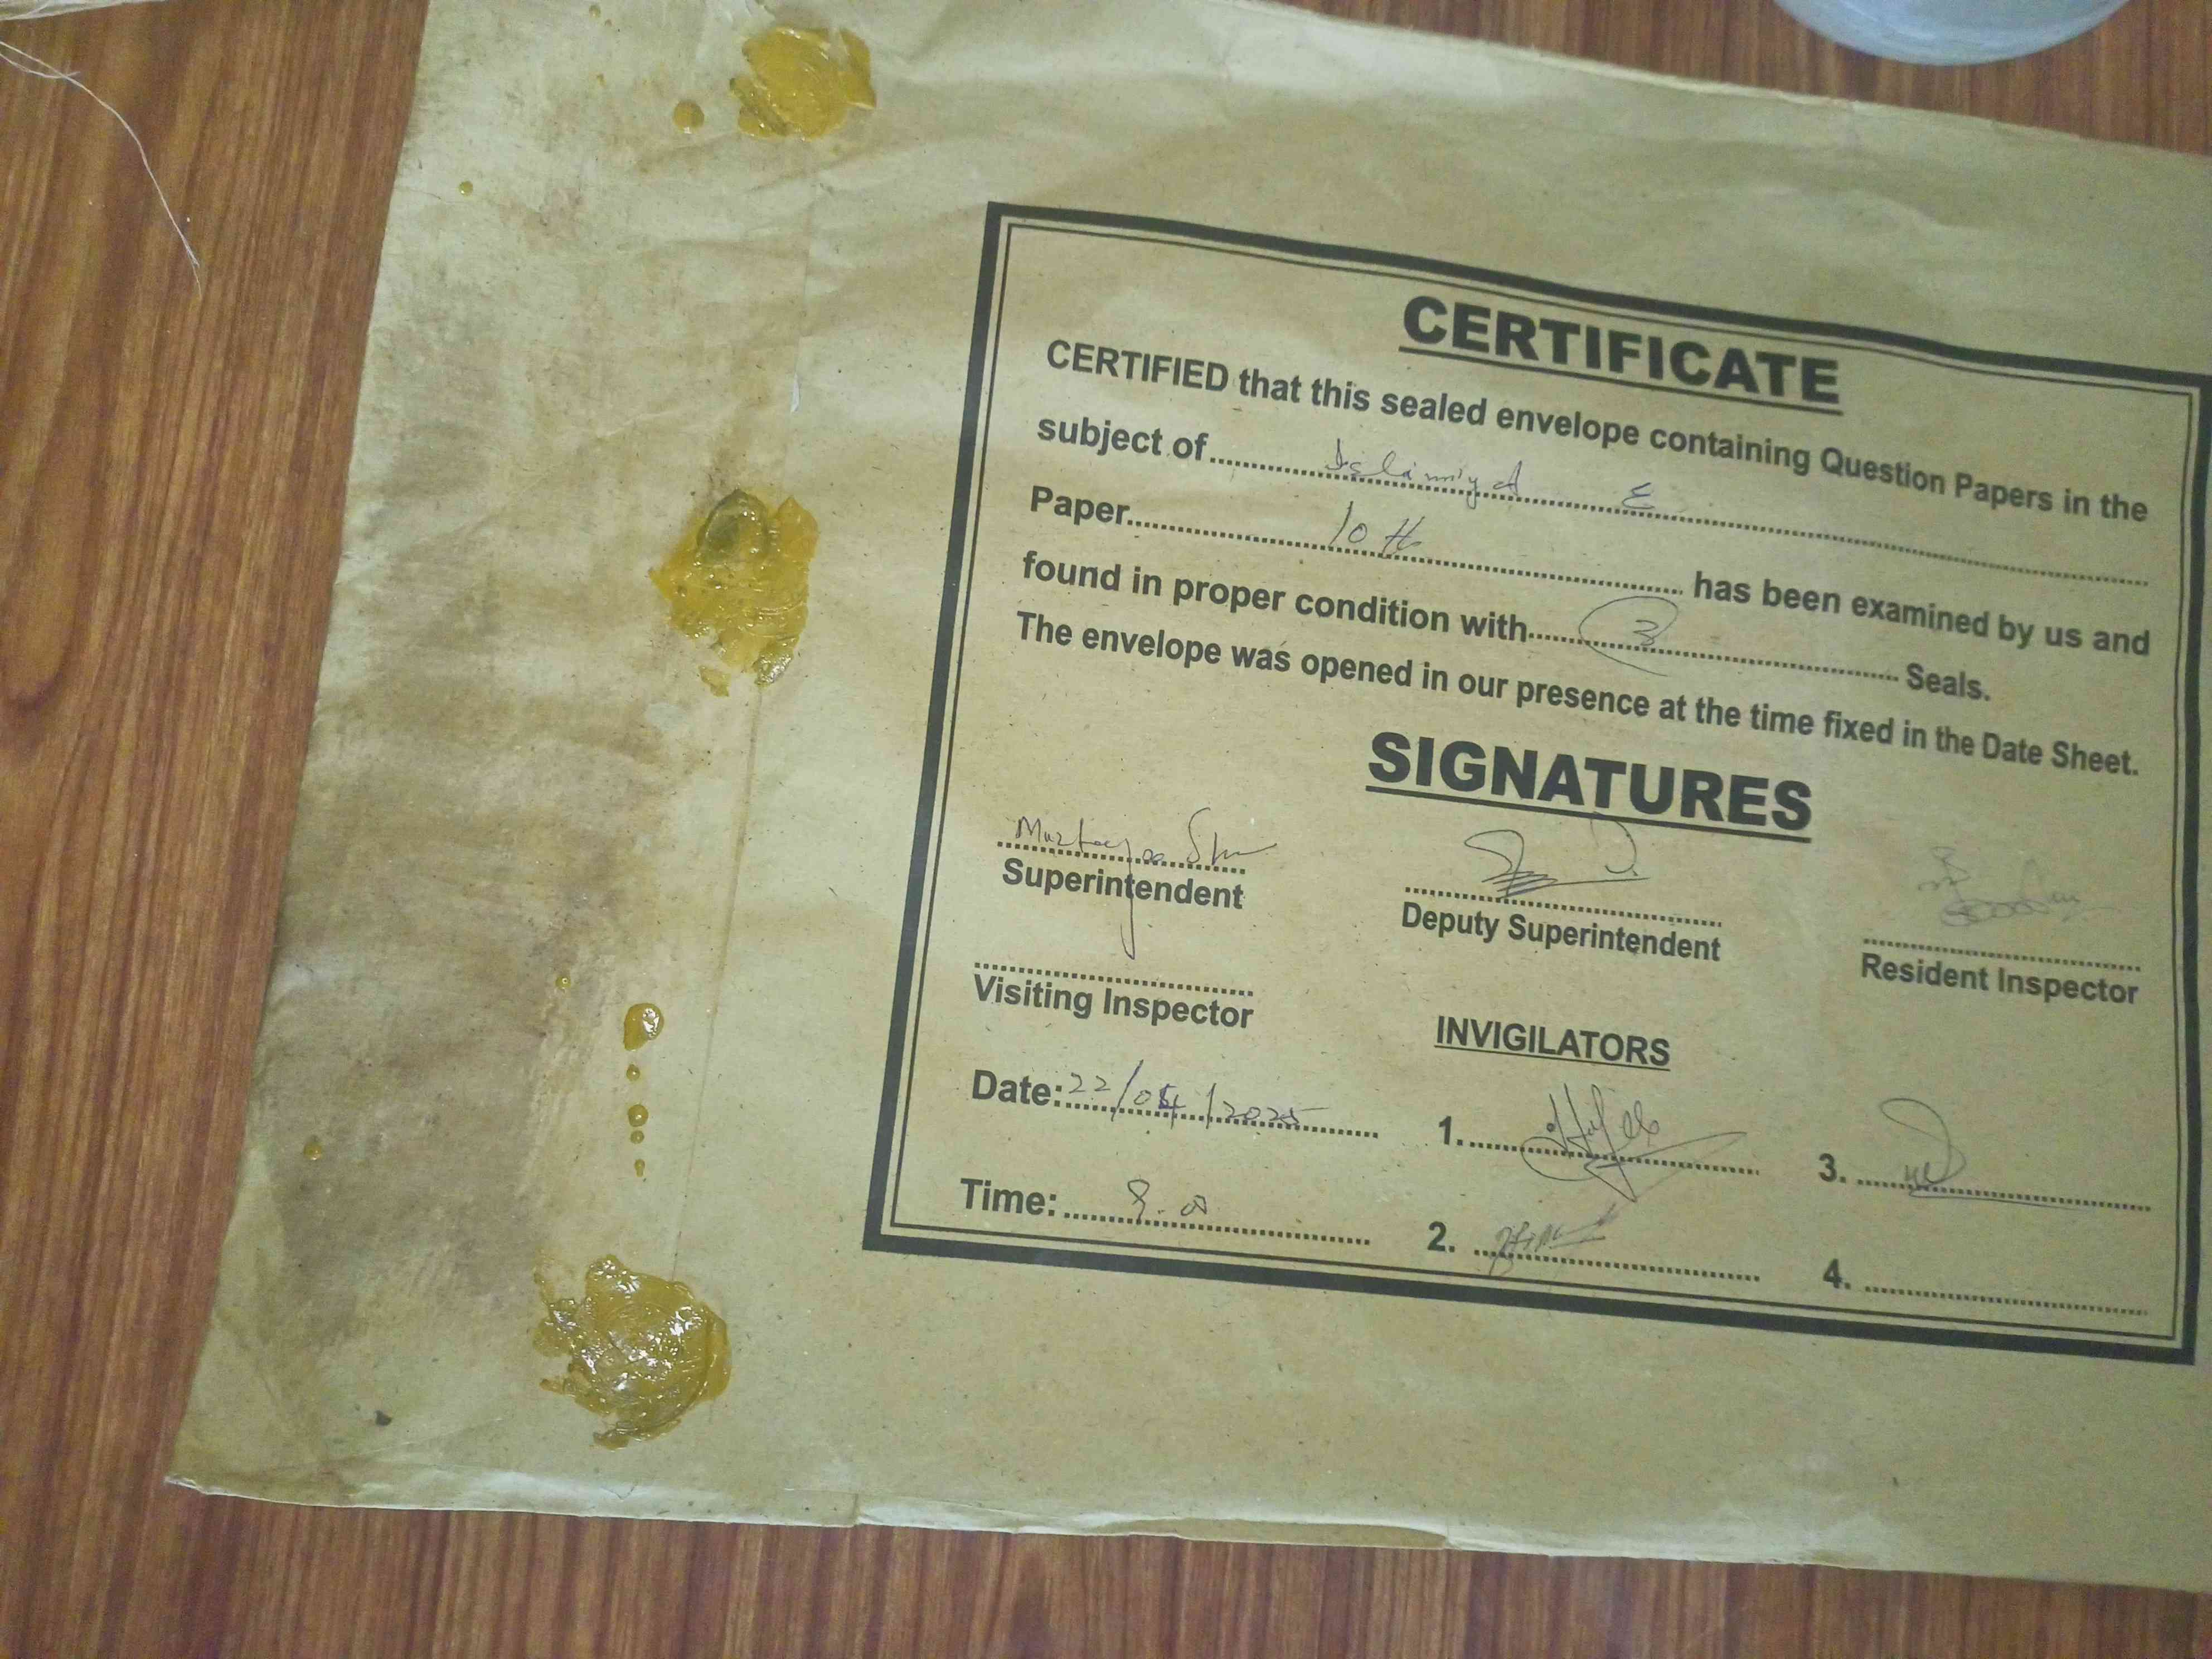 CERTIFICATE
CERTIFIED that this sealed envelope containing Question Papers in the
subject of Islamiyat E
Paper 10th has been examined by us and
found in proper condition with 3 Seals.
The envelope was opened in our presence at the time fixed in the Date Sheet.
SIGNATURES
Superintendent
Deputy Superintendent
Resident Inspector
Visiting Inspector
INVIGILATORS
Date: 22/04/2025
1.
3.
Time:
2.
4.